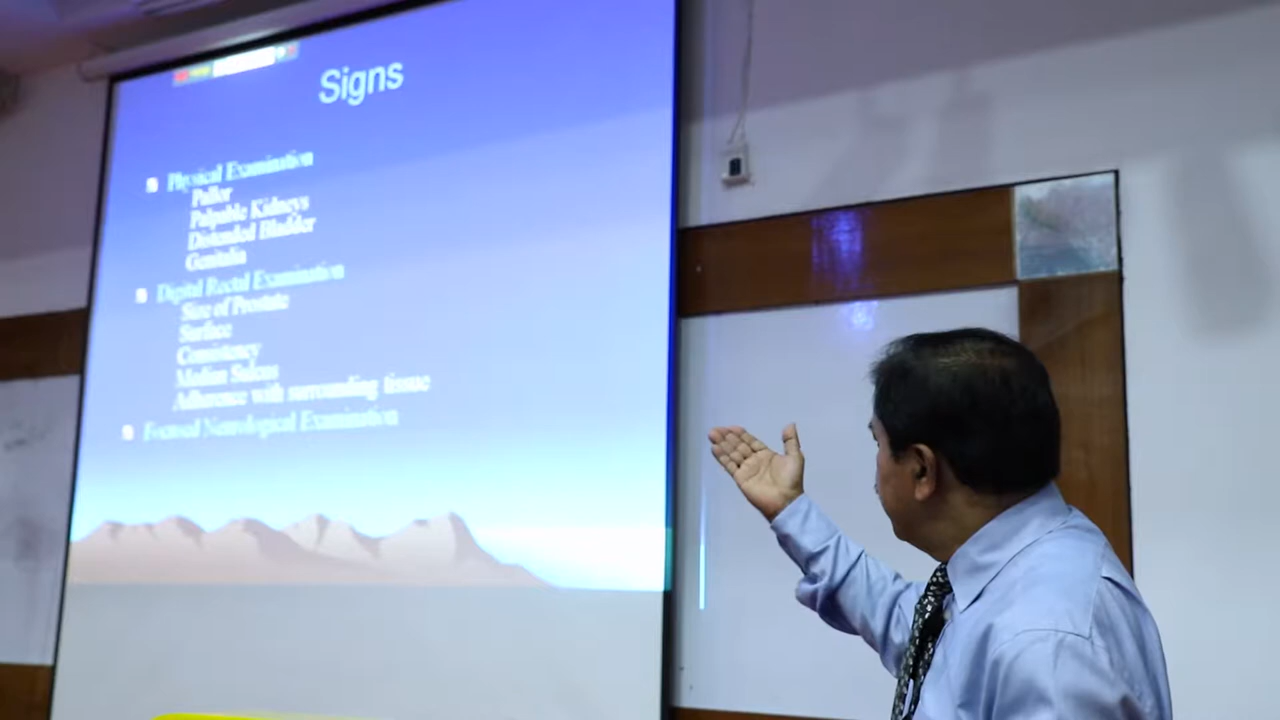 Signs
Physical Examination
Pallor
Palpable Kidneys
Distended Bladder
Genitalia
Digital Rectal Examination
Size of Prostate
Surface
Consistency
Median Sulcus
Adherence with surrounding tissue
Focused Neurological Examination